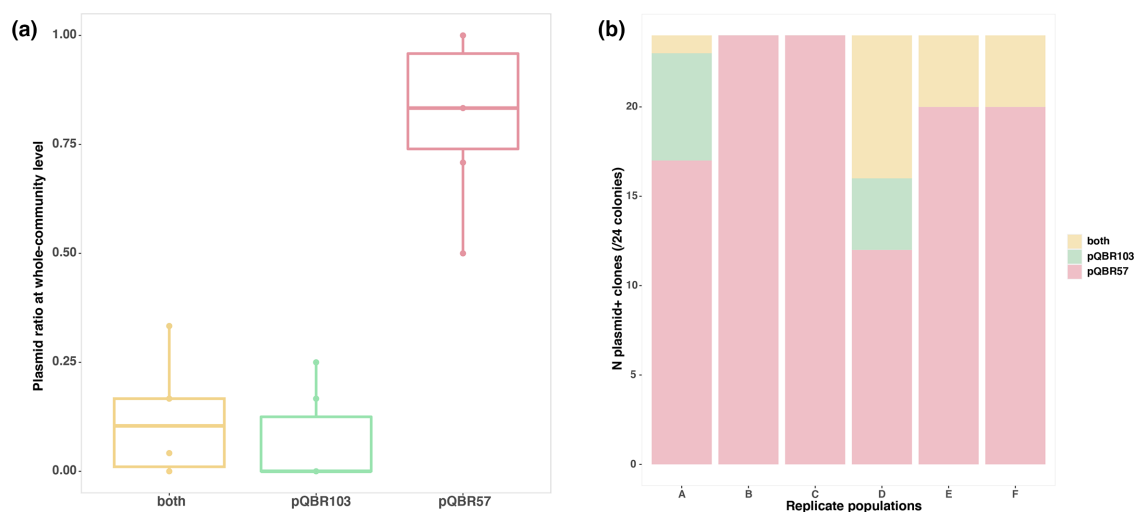 (a)
Plasmid ratio at whole-community level
1.00
0.75
0.50
0.25
0.00
both
pQBR103
pQBR57
(b)
N plasmid+ clones (/24 colonies)
20
15
10
5
0
A
B
C
D
E
F
Replicate populations
both
pQBR103
pQBR57